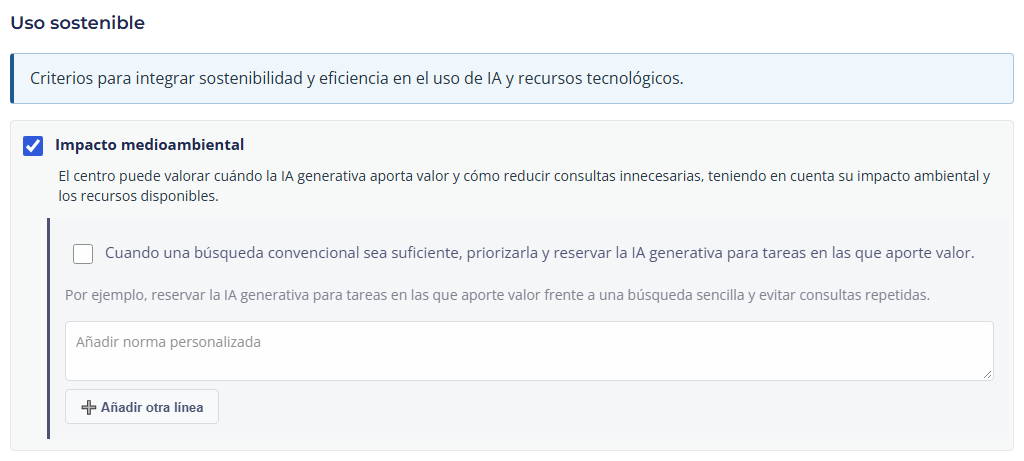 Uso sostenible
Criterios para integrar sostenibilidad y eficiencia en el uso de IA y recursos tecnológicos.
Impacto medioambiental
El centro puede valorar cuándo la IA generativa aporta valor y cómo reducir consultas innecesarias, teniendo en cuenta su impacto ambiental y
los recursos disponibles.
Cuando una búsqueda convencional sea suficiente, priorizarla y reservar la IA generativa para tareas en las que aporte valor.
Por ejemplo, reservar la IA generativa para tareas en las que aporte valor frente a una búsqueda sencilla y evitar consultas repetidas.
Añadir norma personalizada
Añadir otra línea